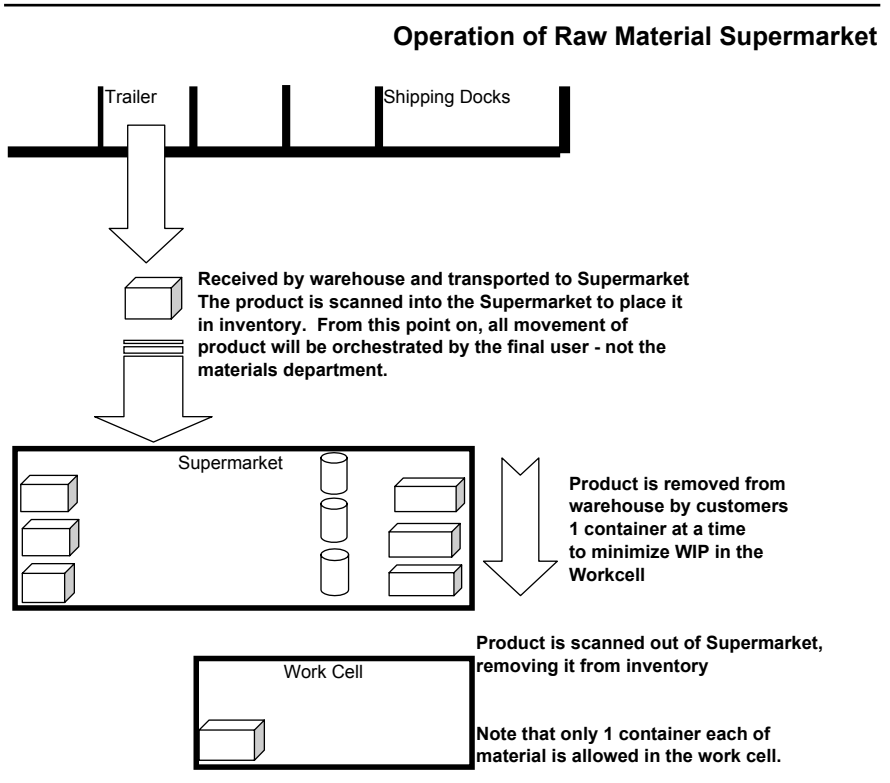 Operation of Raw Material Supermarket
Trailer
Shipping Docks
Received by warehouse and transported to Supermarket
The product is scanned into the Supermarket to place it
in inventory.  From this point on, all movement of
product will be orchestrated by the final user - not the
materials department.
Supermarket
Product is removed from
warehouse by customers
1 container at a time
to minimize WIP in the
Workcell
Product is scanned out of Supermarket,
removing it from inventory
Work Cell
Note that only 1 container each of
material is allowed in the work cell.